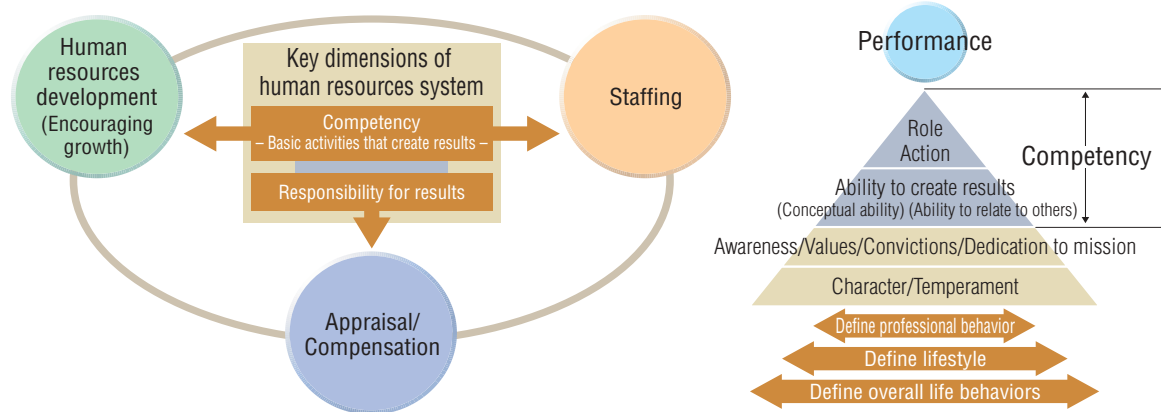 Human
resources
development
(Encouraging
growth)
Key dimensions of
human resources system
Competency
– Basic activities that create results –
Responsibility for results
Staffing
Appraisal/
Compensation
Performance
Role
Action
Competency
Ability to create results
(Conceptual ability) (Ability to relate to others)
Awareness/Values/Convictions/Dedication to mission
Character/Temperament
Define professional behavior
Define lifestyle
Define overall life behaviors